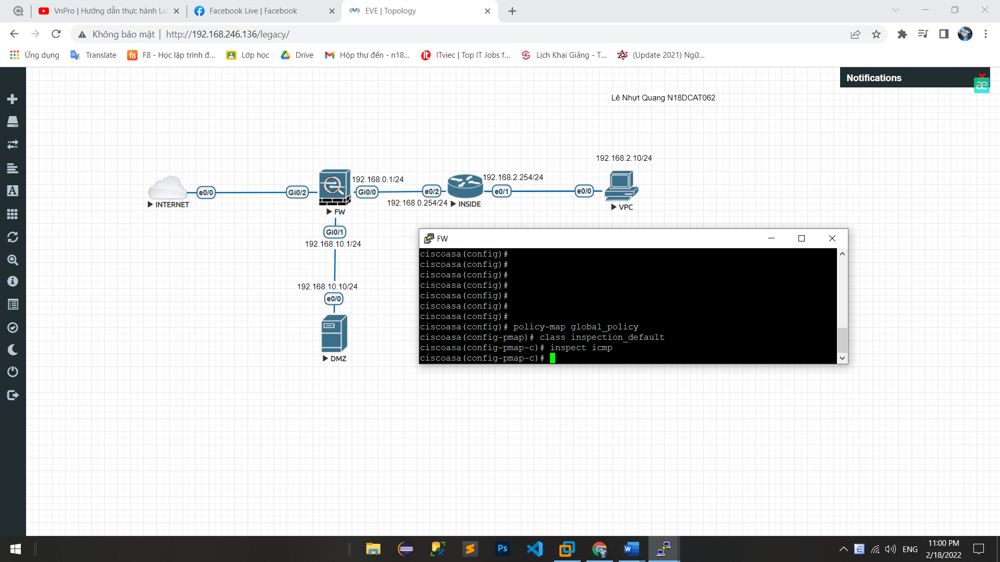 VnPro | Hướng dẫn thực hành La
Facebook Live | Facebook
EVE | Topology
Không bảo mật | http://192.168.246.136/legacy/
Ứng dụng
Translate
F8 - Học lập trình đ...
Lớp học
Drive
Hộp thư đến - n18...
ITviec | Top IT Jobs f...
Lịch Khai Giảng - T...
(Update 2021) Ngữ...
Notifications
æ
Lê Nhựt Quang N18DCAT062
192.168.2.10/24
192.168.0.1/24
192.168.2.254/24
e0/0
Gi0/2
Gi0/0
e0/2
e0/1
e0/0
192.168.0.254/24
INTERNET
FW
INSIDE
VPC
Gi0/1
192.168.10.1/24
192.168.10.10/24
e0/0
DMZ
FW
ciscoasa(config)#
ciscoasa(config)#
ciscoasa(config)#
ciscoasa(config)#
ciscoasa(config)#
ciscoasa(config)#
ciscoasa(config)#
ciscoasa(config)# policy-map global_policy
ciscoasa(config-pmap)# class inspection_default
ciscoasa(config-pmap-c)# inspect icmp
ciscoasa(config-pmap-c)#
Ps
ENG
11:00 PM
2/18/2022